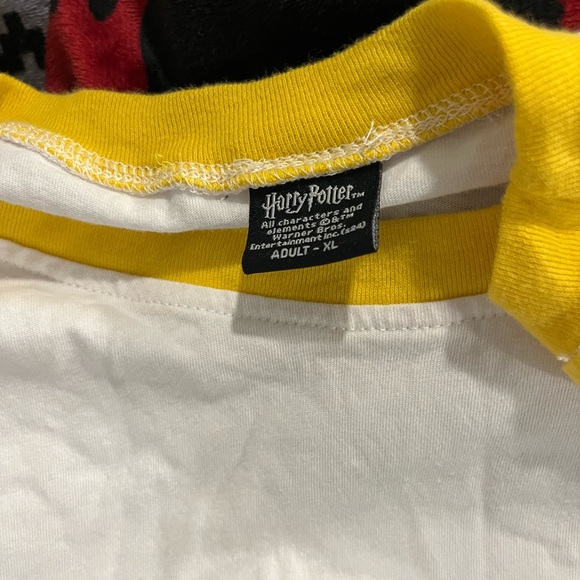 Harry Potter™
All characters and
elements ©&™
Warner Bros.
Entertainment Inc. (s24)
ADULT - XL